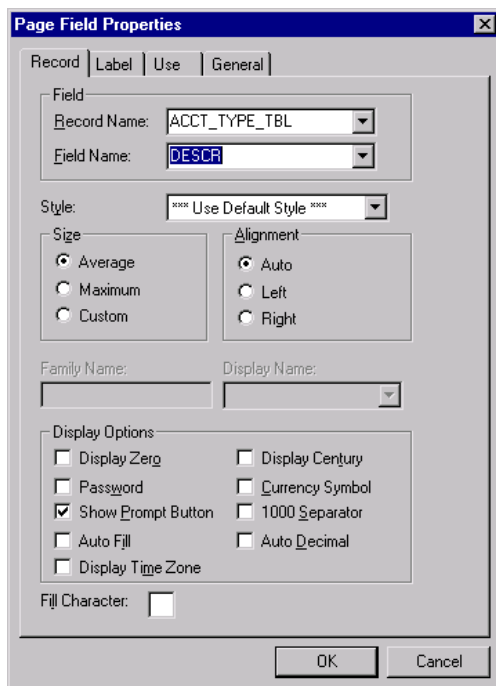 Page Field Properties
Record Label Use General
Field
Record Name: ACCT_TYPE_TBL
Field Name: DESCR
Style: *** Use Default Style ***
Size
Average
Maximum
Custom
Alignment
Auto
Left
Right
Family Name: Display Name:
Display Options
Display Zero Display Century
Password Currency Symbol
Show Prompt Button 1000 Separator
Auto Fill Auto Decimal
Display Time Zone
Fill Character:
OK Cancel